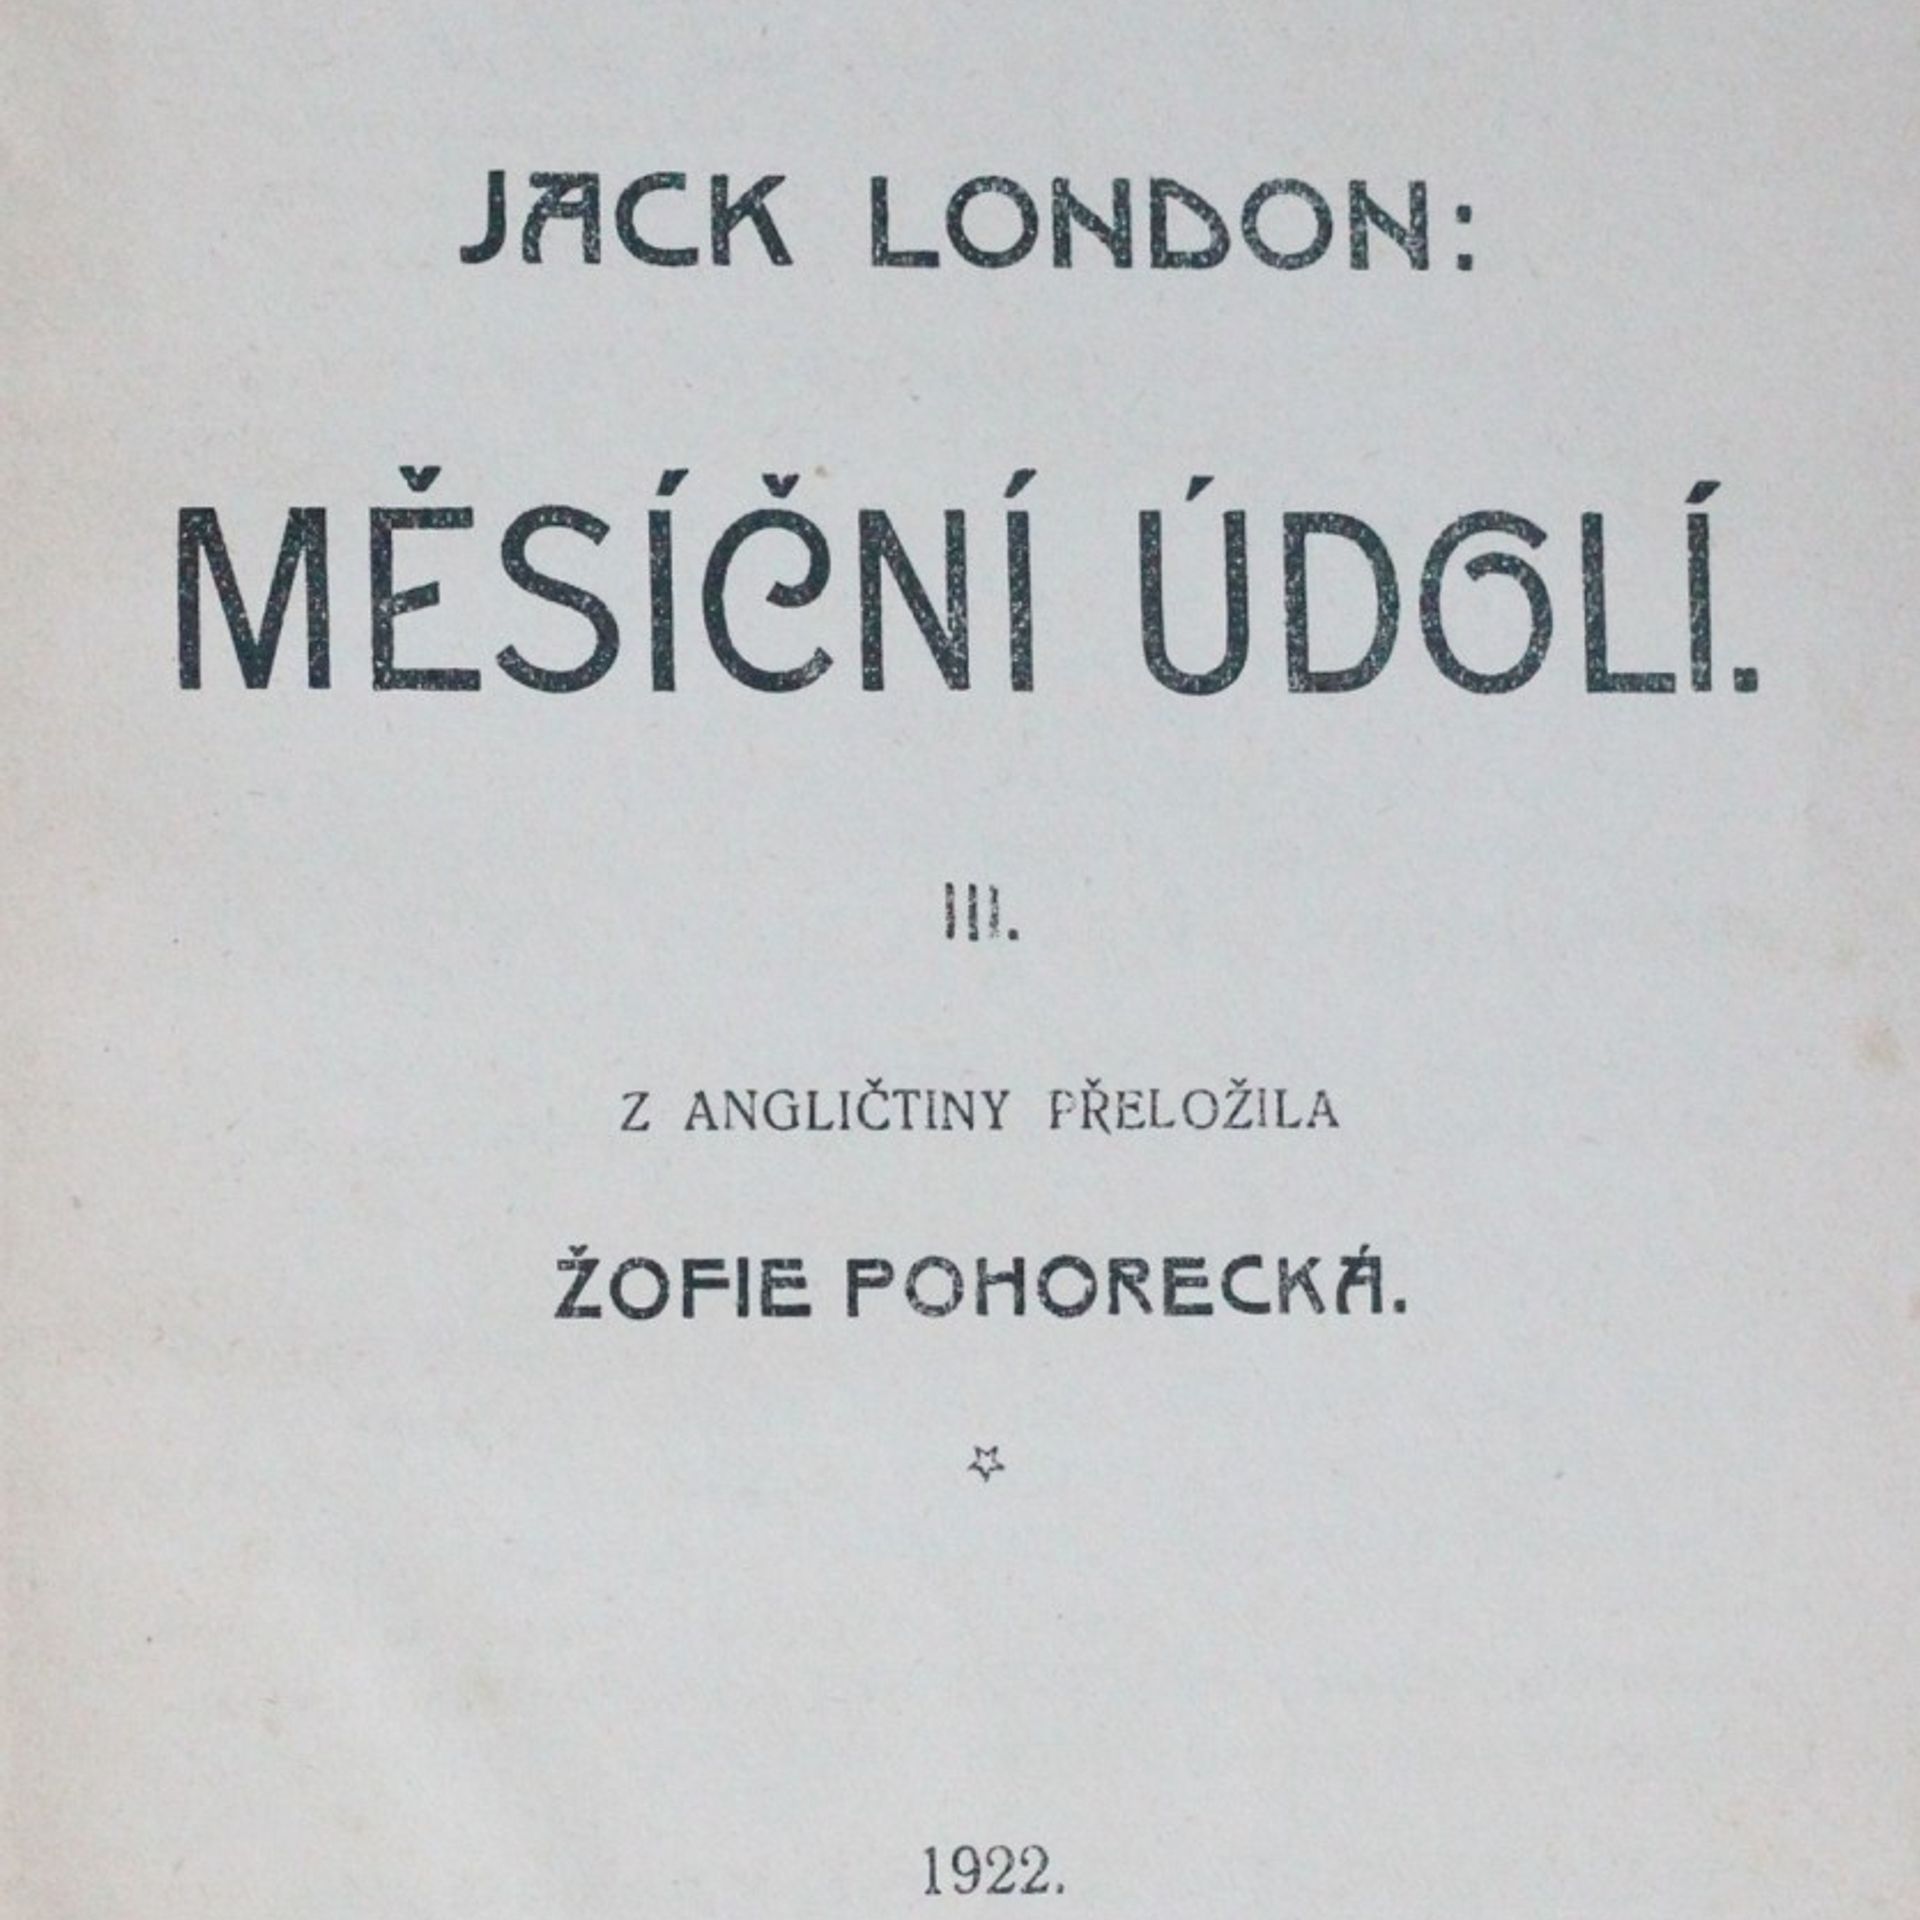 JACK LONDON:
MĚSÍČNÍ ÚDOLÍ.
III.
Z ANGLIČTINY PŘELOŽILA
ŽOFIE POHORECKÁ.
1922.